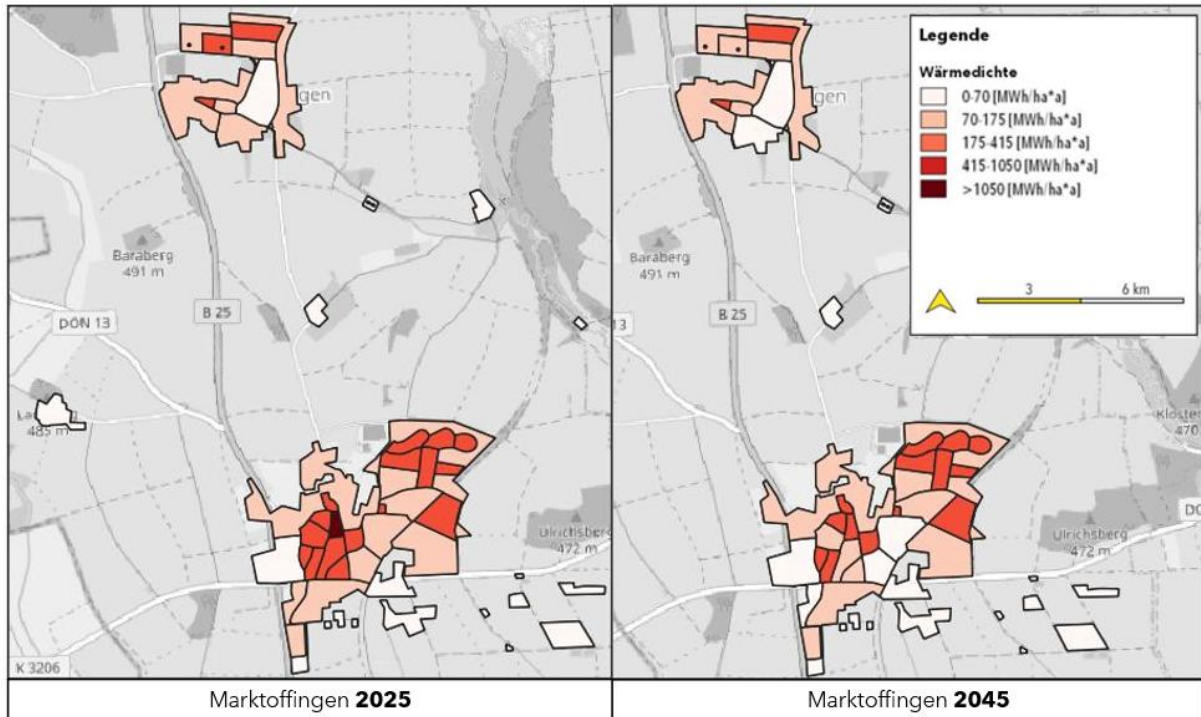 gen
Baraberg
491 m
B 25
DON 13
485 m
Ulrichsberg
472 m
K 3206
Marktoffingen 2025
gen
Baraberg
491 m
B 25
13
Kloster
470
Ulrichsberg
472 m
Marktoffingen 2045
Legende
Wärmedichte
0-70 [MWh/ha*a]
70-175 [MWh/ha*a]
175-415 [MWh/ha*a]
415-1050 [MWh/ha*a]
>1050 [MWh/ha*a]
3
6 km